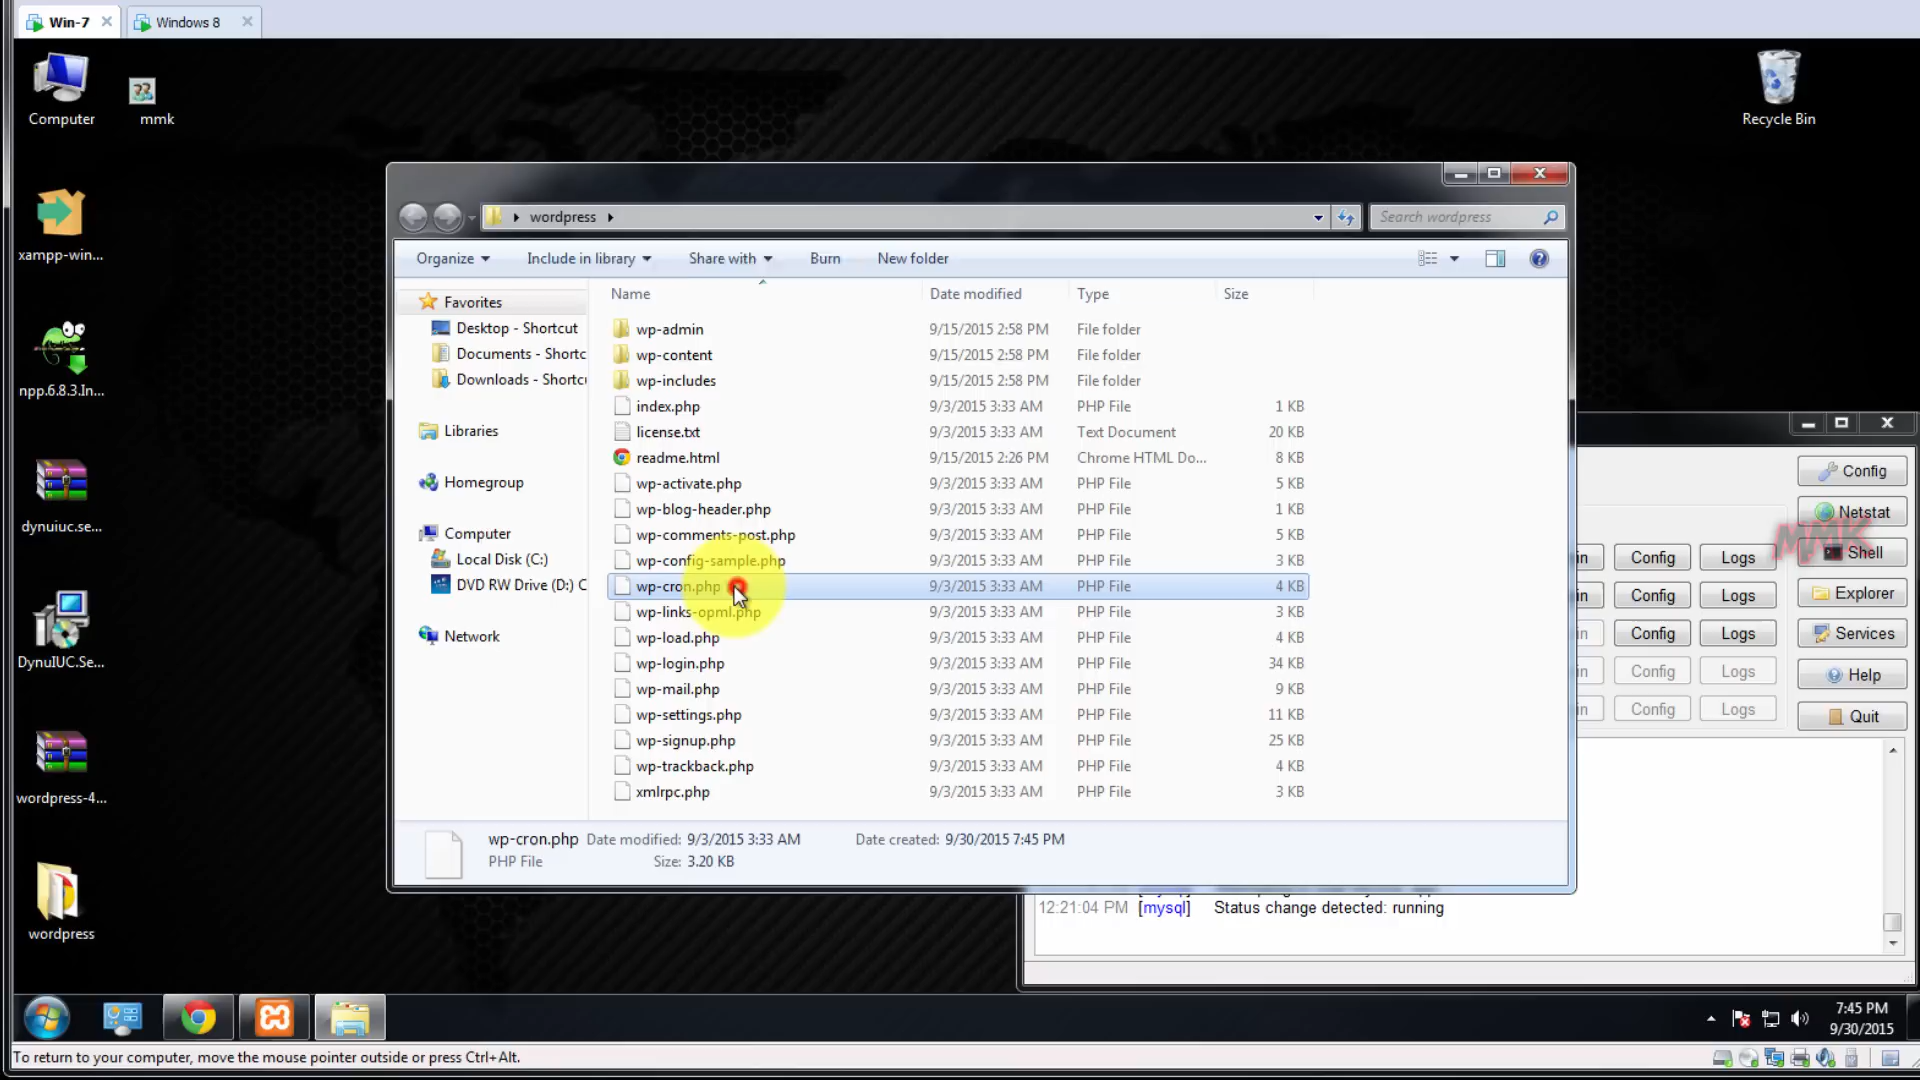 Win-7
Windows 8
Computer
mmk
Recycle Bin
xampp-win...
npp.6.8.3.In...
dynuiuc.se...
DynuIUC.Se...
wordpress-4...
wordpress
wordpress
Search wordpress
Organize
Include in library
Share with
Burn
New folder
Name
Date modified
Type
Size
Favorites
Desktop - Shortcut
Documents - Shortc
Downloads - Shortcu
Libraries
Homegroup
Computer
Local Disk (C:)
DVD RW Drive (D:) C
Network
wp-admin 9/15/2015 2:58 PM File folder
wp-content 9/15/2015 2:58 PM File folder
wp-includes 9/15/2015 2:58 PM File folder
index.php 9/3/2015 3:33 AM PHP File 1 KB
license.txt 9/3/2015 3:33 AM Text Document 20 KB
readme.html 9/15/2015 2:26 PM Chrome HTML Do... 8 KB
wp-activate.php 9/3/2015 3:33 AM PHP File 5 KB
wp-blog-header.php 9/3/2015 3:33 AM PHP File 1 KB
wp-comments-post.php 9/3/2015 3:33 AM PHP File 5 KB
wp-config-sample.php 9/3/2015 3:33 AM PHP File 3 KB
wp-cron.php 9/3/2015 3:33 AM PHP File 4 KB
wp-links-opml.php 9/3/2015 3:33 AM PHP File 3 KB
wp-load.php 9/3/2015 3:33 AM PHP File 4 KB
wp-login.php 9/3/2015 3:33 AM PHP File 34 KB
wp-mail.php 9/3/2015 3:33 AM PHP File 9 KB
wp-settings.php 9/3/2015 3:33 AM PHP File 11 KB
wp-signup.php 9/3/2015 3:33 AM PHP File 25 KB
wp-trackback.php 9/3/2015 3:33 AM PHP File 4 KB
xmlrpc.php 9/3/2015 3:33 AM PHP File 3 KB
wp-cron.php Date modified: 9/3/2015 3:33 AM Date created: 9/30/2015 7:45 PM
PHP File Size: 3.20 KB
Config
Netstat
MMK
Shell
in Config Logs
in Config Logs
Explorer
in Config Logs
Services
in Config Logs
Help
in Config Logs
Quit
12:21:04 PM [mysql] Status change detected: running
7:45 PM
9/30/2015
To return to your computer, move the mouse pointer outside or press Ctrl+Alt.